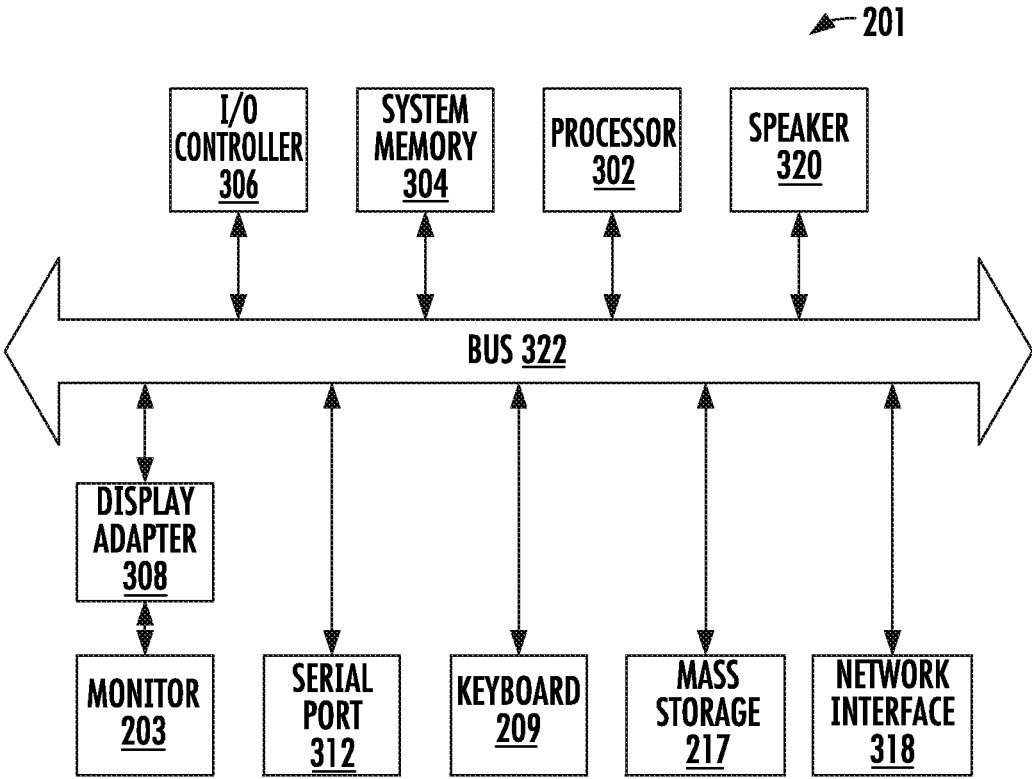 201
I/O
CONTROLLER
306
SYSTEM
MEMORY
304
PROCESSOR
302
SPEAKER
320
BUS 322
DISPLAY
ADAPTER
308
MONITOR
203
SERIAL
PORT
312
KEYBOARD
209
MASS
STORAGE
217
NETWORK
INTERFACE
318